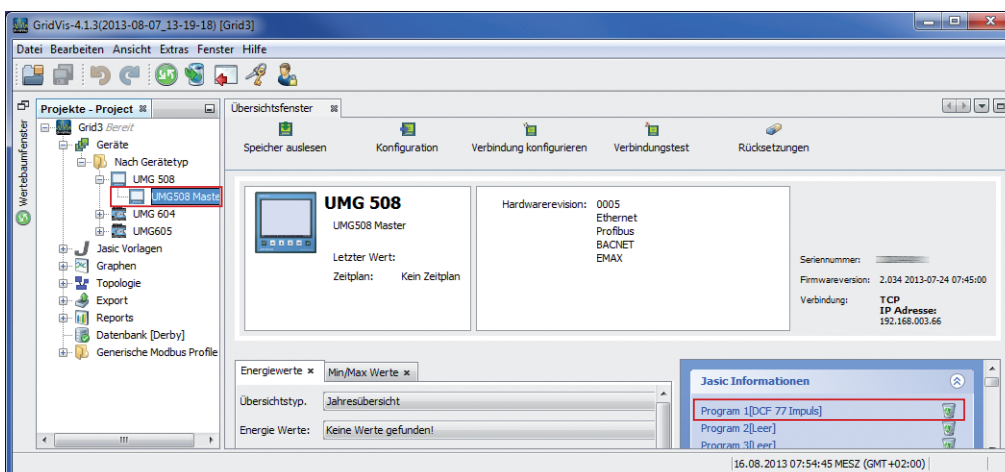 GridVis-4.1.3(2013-08-07_13-19-18) [Grid3]
Datei Bearbeiten Ansicht Extras Fenster Hilfe
Wertebaumfenster
Projekte - Project
Grid3 Bereit
Geräte
Nach Gerätetyp
UMG 508
UMG508 Maste
UMG 604
UMG605
Jasic Vorlagen
Graphen
Topologie
Export
Reports
Datenbank [Derby]
Generische Modbus Profile
Übersichtsfenster
Speicher auslesen Konfiguration Verbindung konfigurieren Verbindungstest Rücksetzungen
UMG 508
UMG508 Master
Letzter Wert:
Zeitplan: Kein Zeitplan
Hardwarerevision: 0005
Ethernet
Profibus
BACNET
EMAX
Seriennummer:
Firmwareversion: 2.034 2013-07-24 07:45:00
Verbindung: TCP
IP Adresse:
192.168.003.66
Energiewerte Min/Max Werte
Übersichtstyp. Jahresübersicht
Energie Werte: Keine Werte gefunden!
Jasic Informationen
Program 1[DCF 77 Impuls]
Program 2[Leer]
Program 3[Leer]
16.08.2013 07:54:45 MESZ (GMT+02:00)